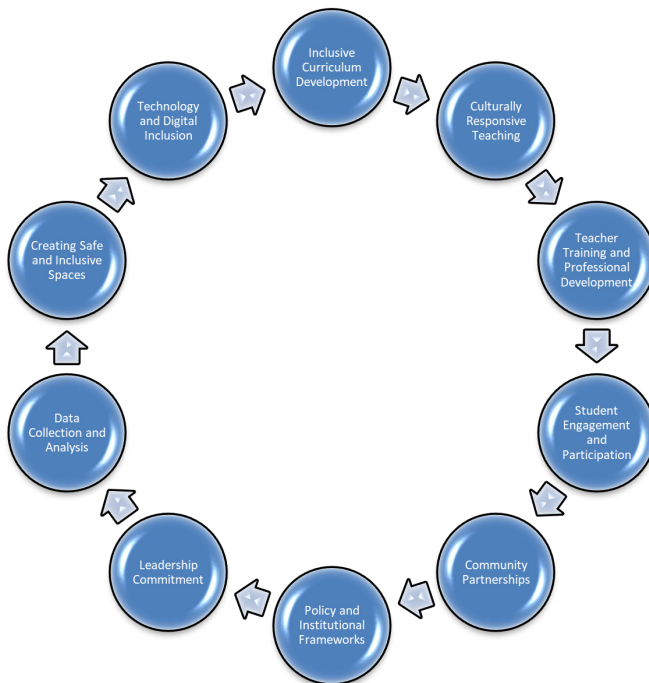 Inclusive
Curriculum
Development
Culturally
Responsive
Teaching
Teacher
Training and
Professional
Development
Student
Engagement
and
Participation
Community
Partnerships
Policy and
Institutional
Frameworks
Leadership
Commitment
Data
Collection and
Analysis
Creating Safe
and Inclusive
Spaces
Technology
and Digital
Inclusion